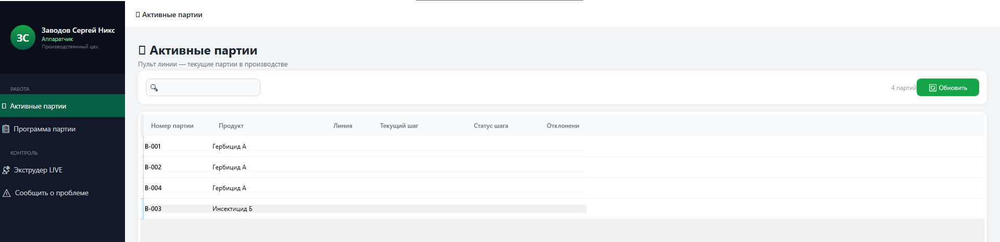 Активные партии
ЗС
Заводов Сергей Никс
Аппаратчик
Производственный цех
РАБОТА
Активные партии
Программа партии
КОНТРОЛЬ
Экструдер LIVE
Сообщить о проблеме
Активные партии
Пульт линии — текущие партии в производстве
4 партий
Обновить
Номер партии Продукт Линия Текущий шаг Статус шага Отклонени
B-001 Гербицид А
B-002 Гербицид А
B-004 Гербицид А
B-003 Инсектицид Б